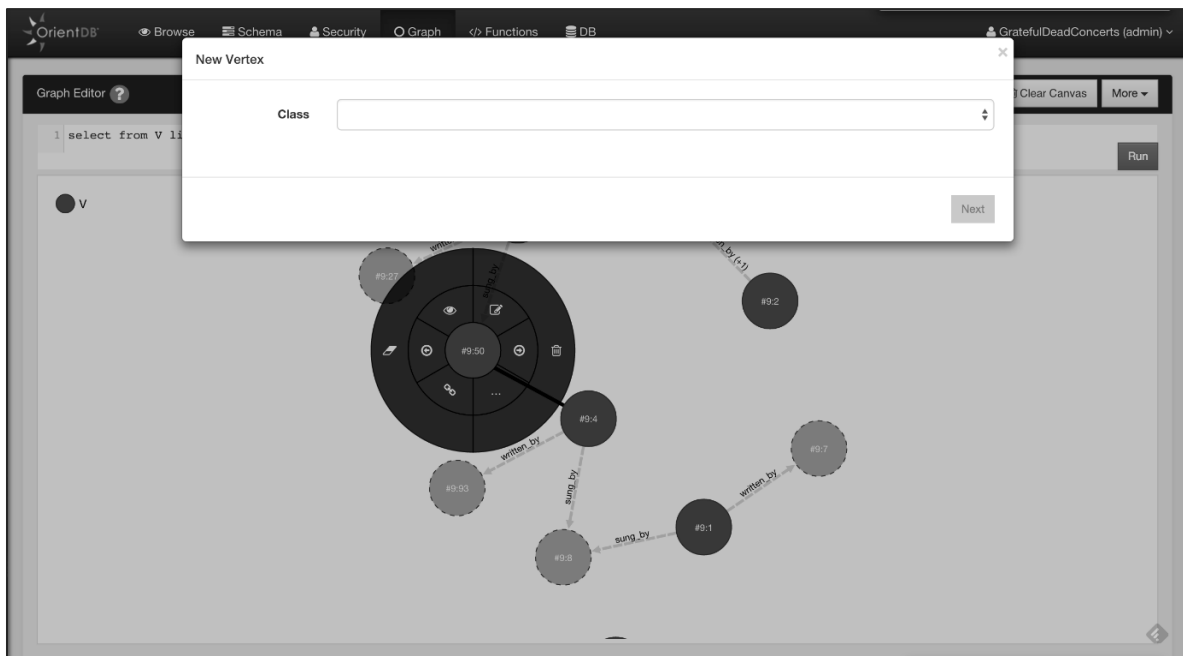 OrientDB Browse Schema Security Graph Functions DB GratefulDeadConcerts (admin)
New Vertex ×
Graph Editor ? Clear Canvas More
Class
1 select from V li
Run
V
Next
#9:27
sung_by
#9:2
#9:50
#9:4
written_by
#9:7
#9:93
sung_by
written_by
#9:1
sung_by
#9:8